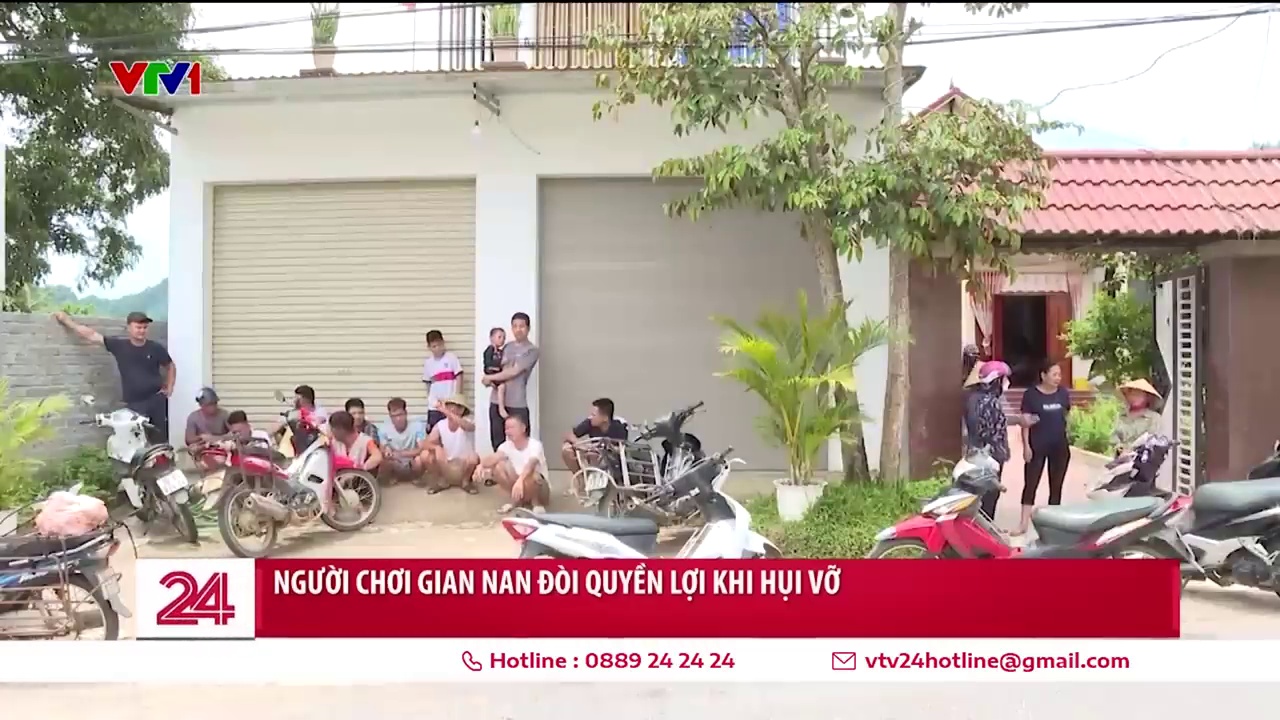 VTV1
24
NGƯỜI CHƠI GIAN NAN ĐÒI QUYỀN LỢI KHI HỤI VỠ
Hotline : 0889 24 24 24
vtv24hotline@gmail.com